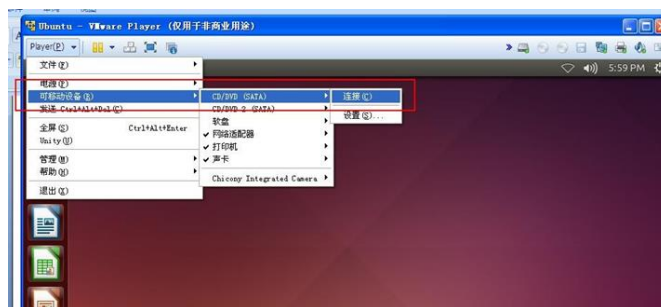 Ubuntu - VMware Player (仅用于非商业用途)
Player(P)
5:59 PM
文件(F)
电源(P)
可移动设备(R)
CD/DVD (SATA)
连接(C)
发送 Ctrl+Alt+Del(C)
CD/DVD 2 (SATA)
设置(S)...
软盘
全屏(S) Ctrl+Alt+Enter
网络适配器
Unity(U)
打印机
管理(M)
声卡
帮助(H)
Chicony Integrated Camera
退出(X)